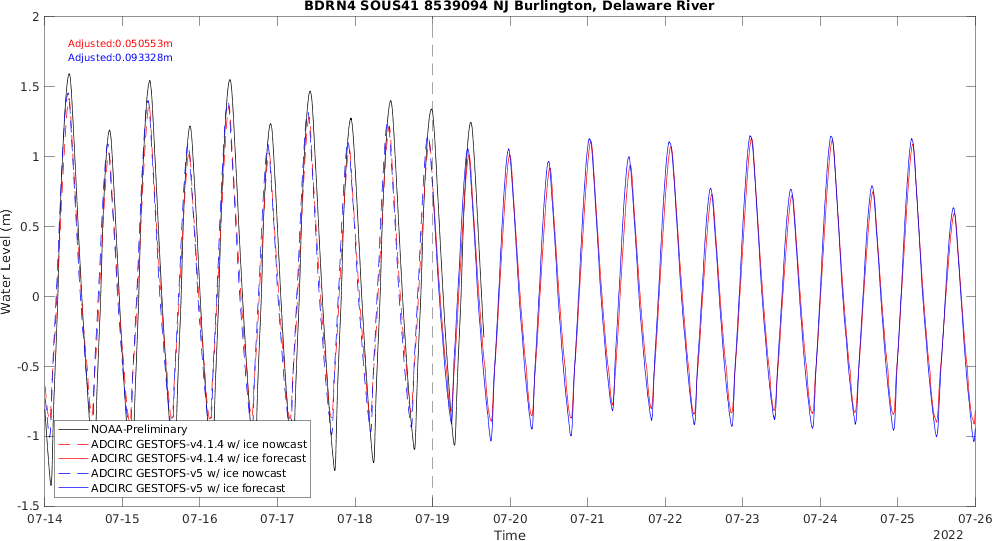 BDRN4 SOUS41 8539094 NJ Burlington, Delaware River
2
Adjusted:0.050553m
Adjusted:0.093328m
1.5
1
0.5
0
-0.5
-1
-1.5
Water Level (m)
NOAA-Preliminary
ADCIRC GESTOFS-v4.1.4 w/ ice nowcast
ADCIRC GESTOFS-v4.1.4 w/ ice forecast
ADCIRC GESTOFS-v5 w/ ice nowcast
ADCIRC GESTOFS-v5 w/ ice forecast
07-14 07-15 07-16 07-17 07-18 07-19 07-20 07-21 07-22 07-23 07-24 07-25 07-26
Time
2022